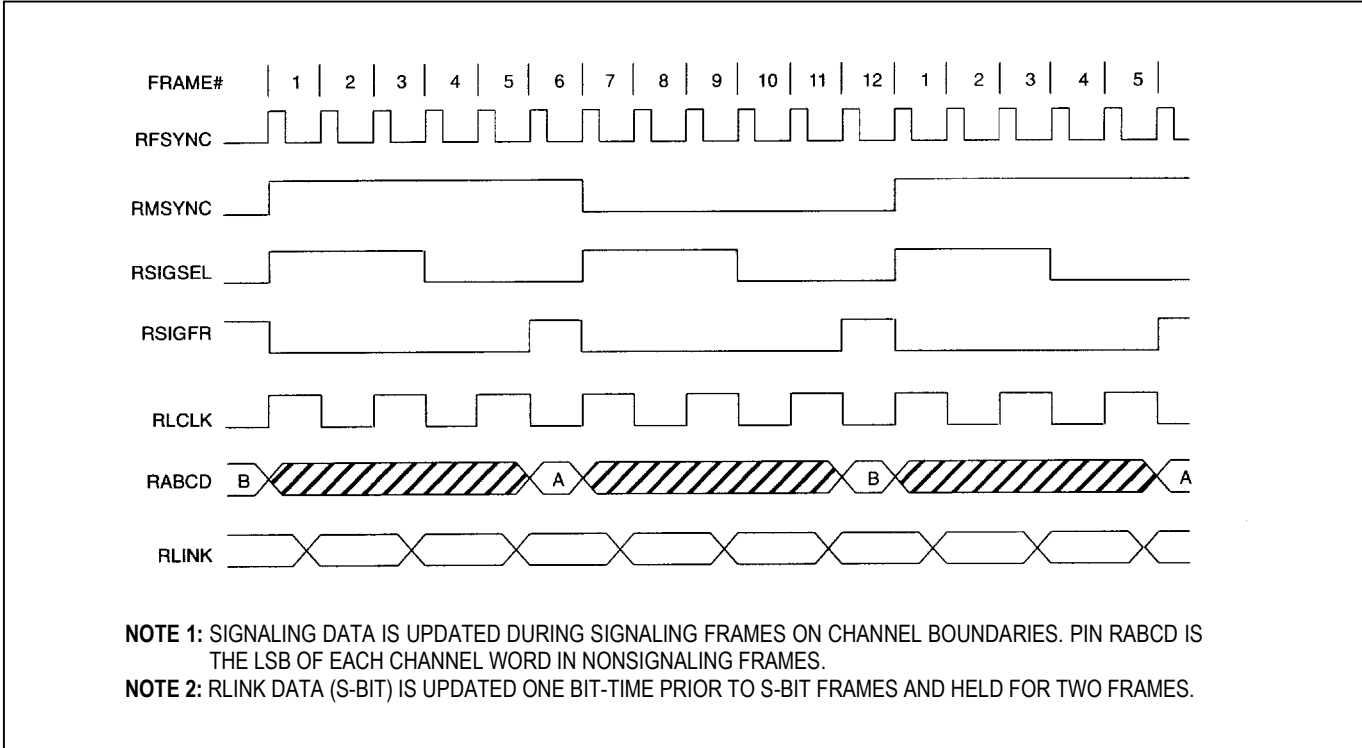 FRAME# 1 2 3 4 5 6 7 8 9 10 11 12 1 2 3 4 5
RFSYNC
RMSYNC
RSIGSEL
RSIGFR
RLCLK
RABCD B A B A
RLINK
NOTE 1: SIGNALING DATA IS UPDATED DURING SIGNALING FRAMES ON CHANNEL BOUNDARIES. PIN RABCD IS
THE LSB OF EACH CHANNEL WORD IN NONSIGNALING FRAMES.
NOTE 2: RLINK DATA (S-BIT) IS UPDATED ONE BIT-TIME PRIOR TO S-BIT FRAMES AND HELD FOR TWO FRAMES.